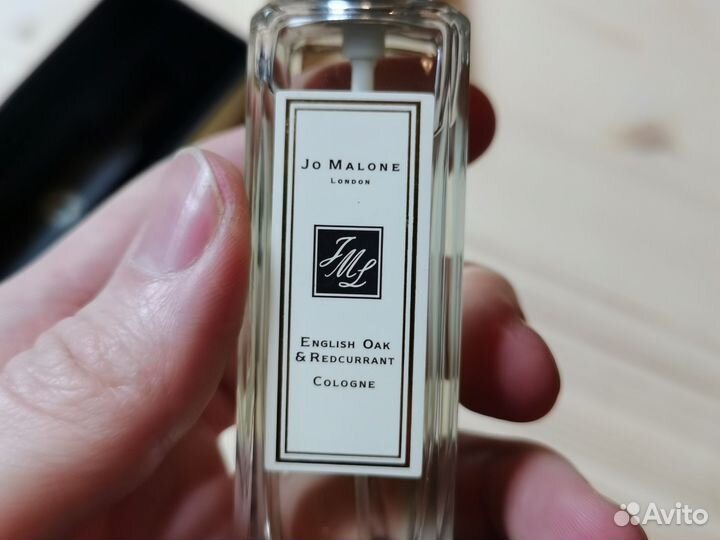 Jo Malone
London
JML
English Oak
& Redcurrant
Cologne
Avito